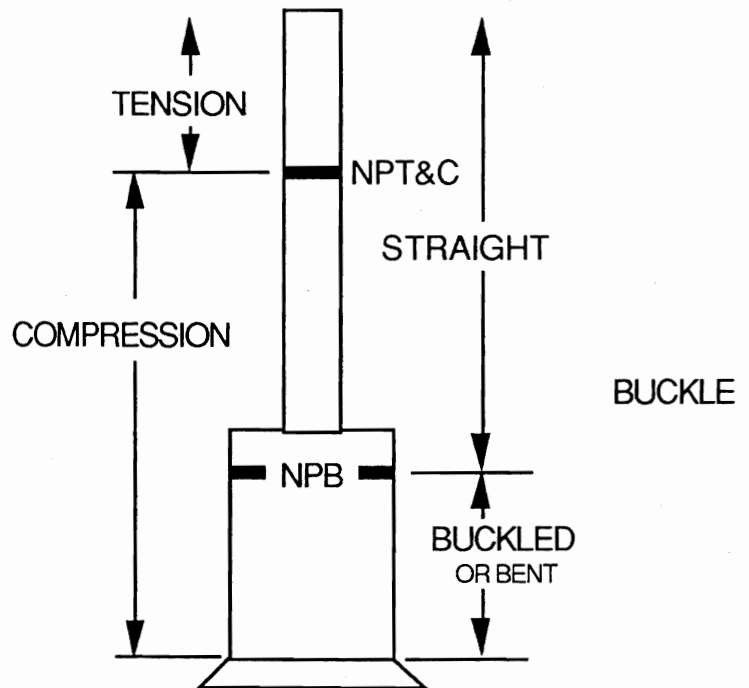 TENSION
NPT&C
STRAIGHT
COMPRESSION
BUCKLE
NPB
BUCKLED
OR BENT